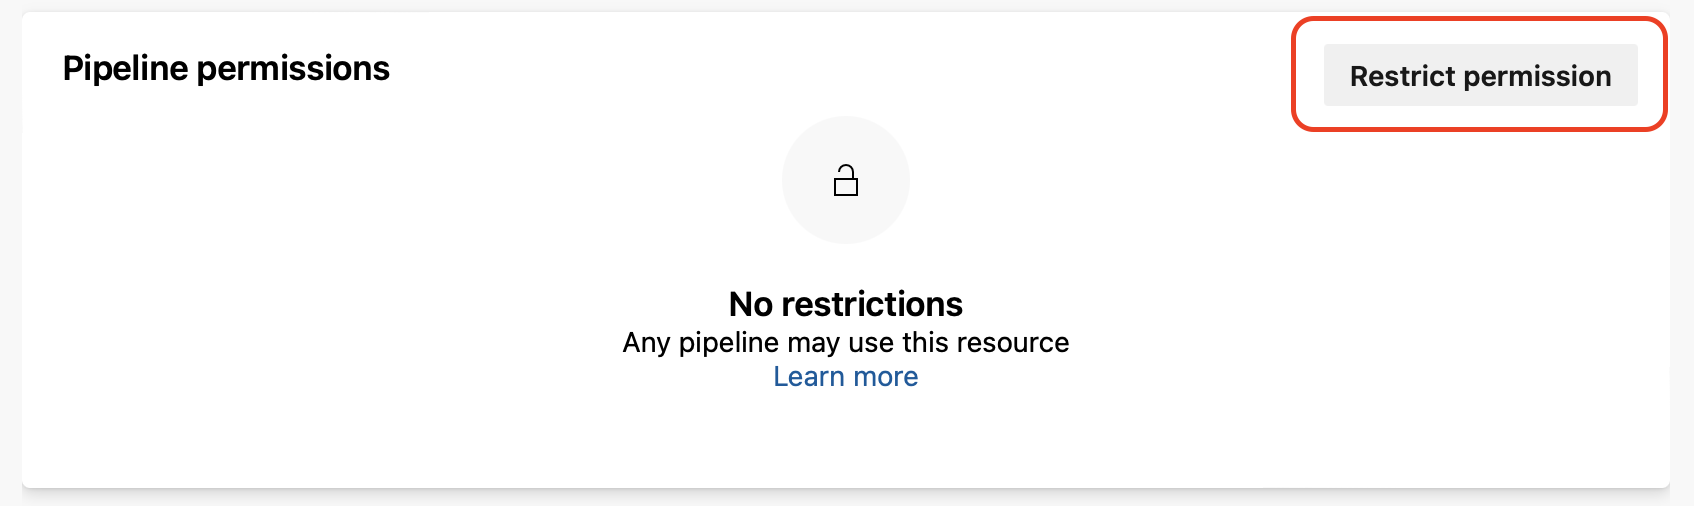 Pipeline permissions
Restrict permission
No restrictions
Any pipeline may use this resource
Learn more